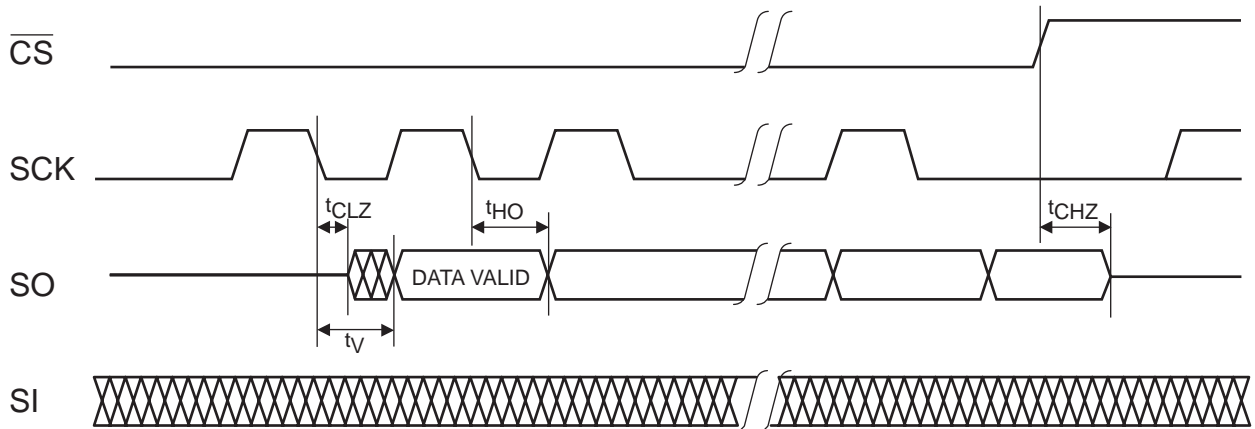 CS
SCK
tCLZ
tHO
tCHZ
SO
DATA VALID
tV
SI